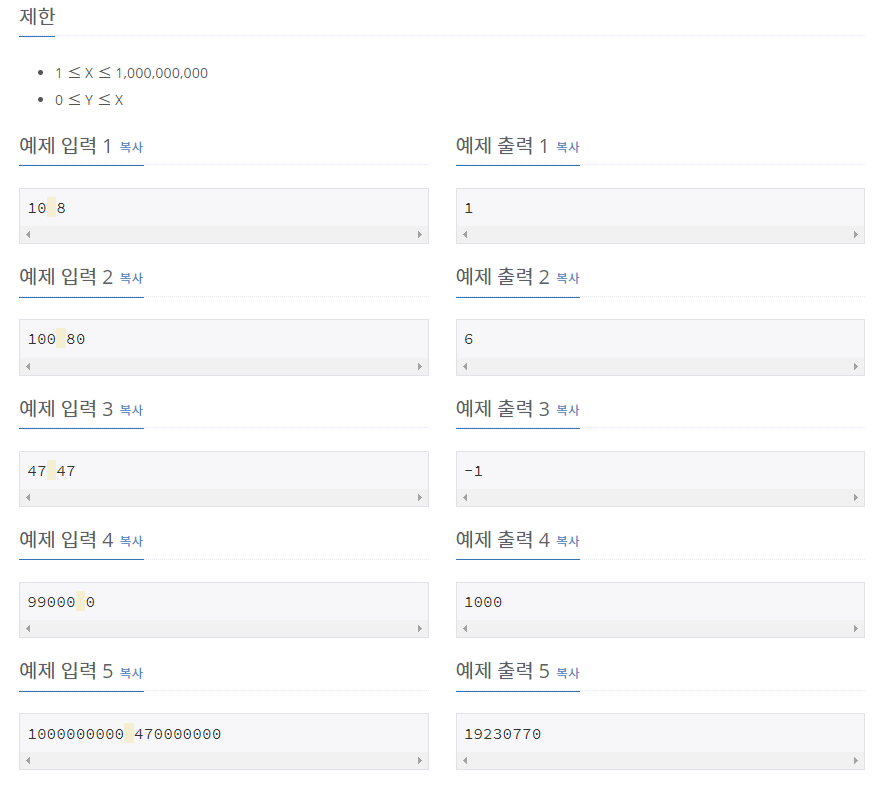 제한
1 ≤ X ≤ 1,000,000,000
0 ≤ Y ≤ X
예제 입력 1 복사
예제 출력 1 복사
10 8
1
예제 입력 2 복사
예제 출력 2 복사
100 80
6
예제 입력 3 복사
예제 출력 3 복사
47 47
-1
예제 입력 4 복사
예제 출력 4 복사
99000 0
1000
예제 입력 5 복사
예제 출력 5 복사
1000000000 470000000
19230770